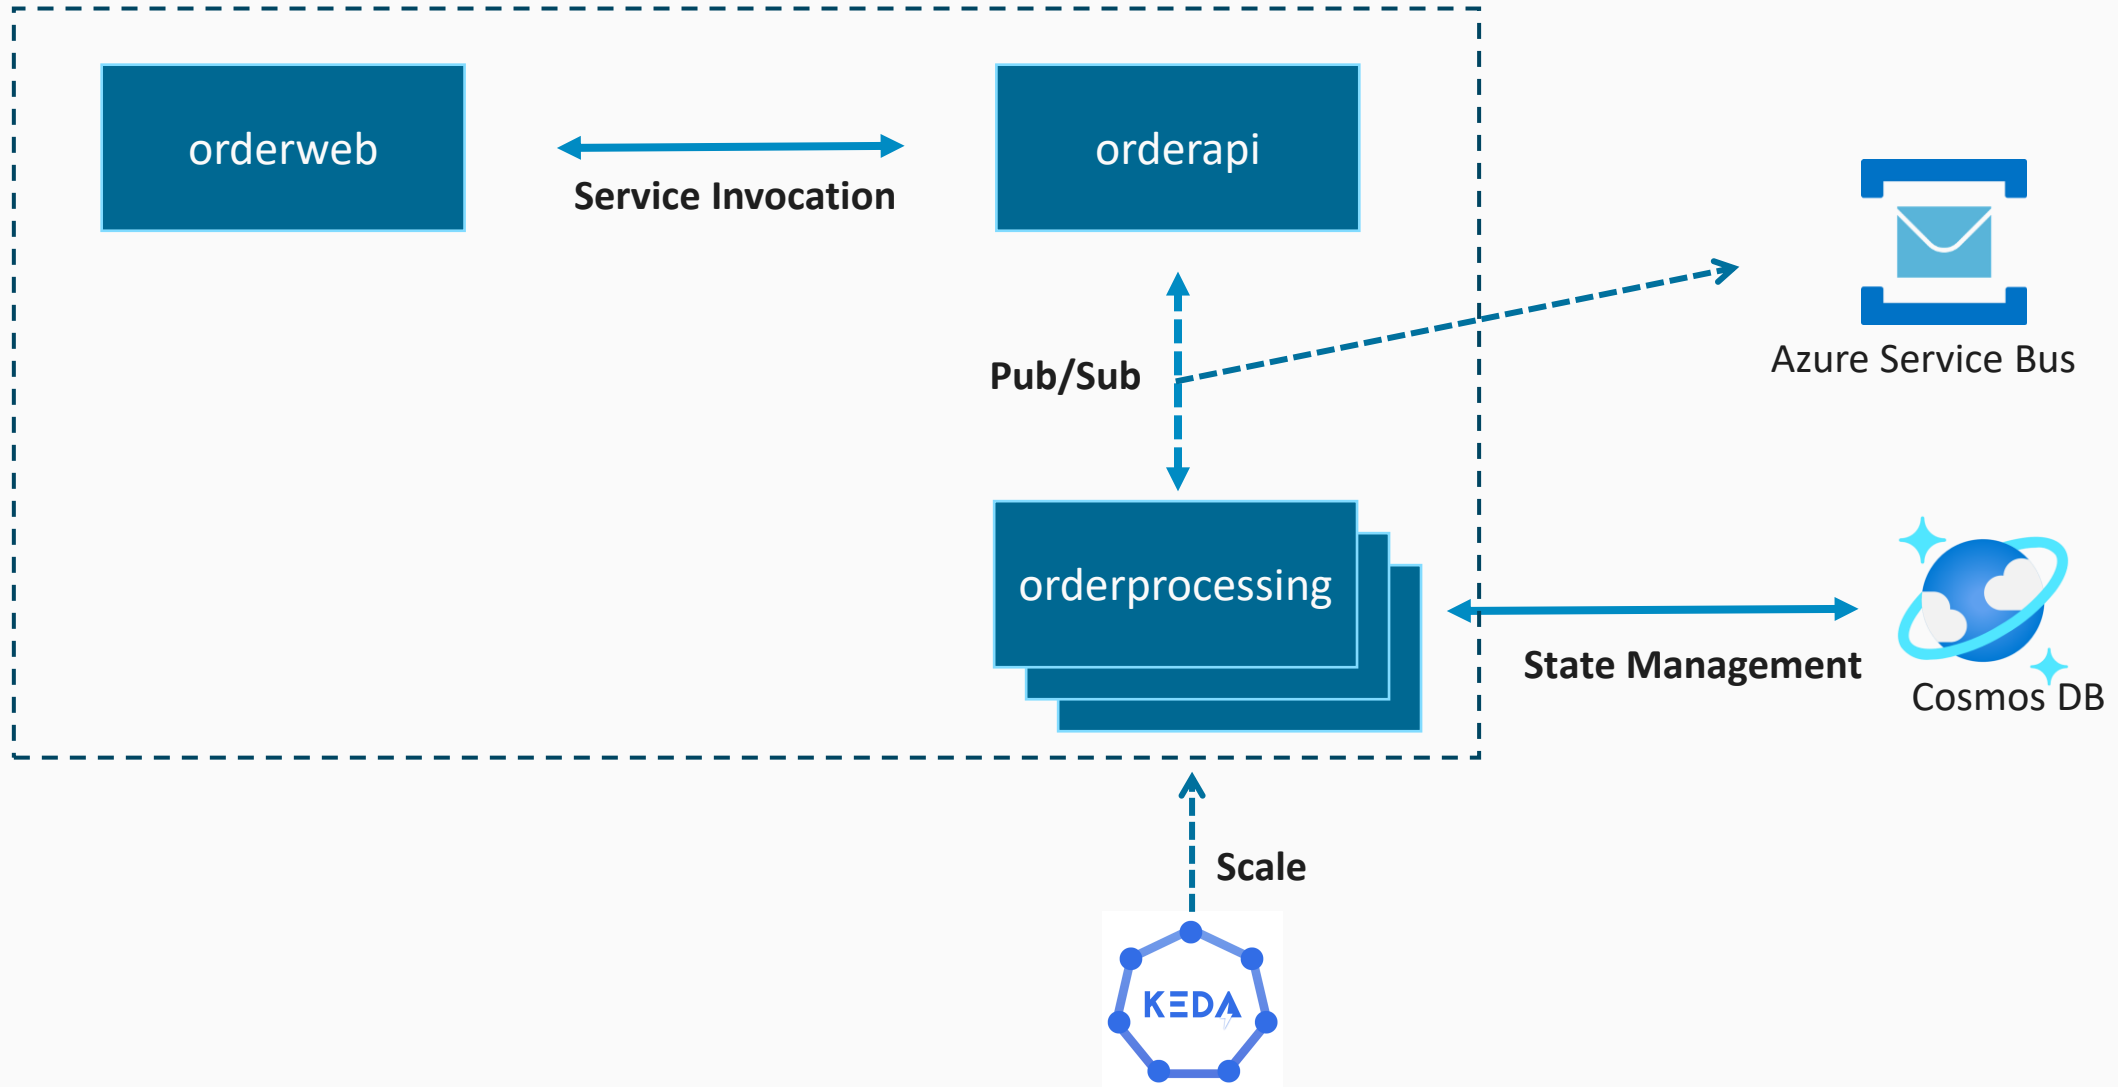 orderweb
orderapi
Service Invocation
Azure Service Bus
Pub/Sub
orderprocessing
State Management
Cosmos DB
Scale
KEDA